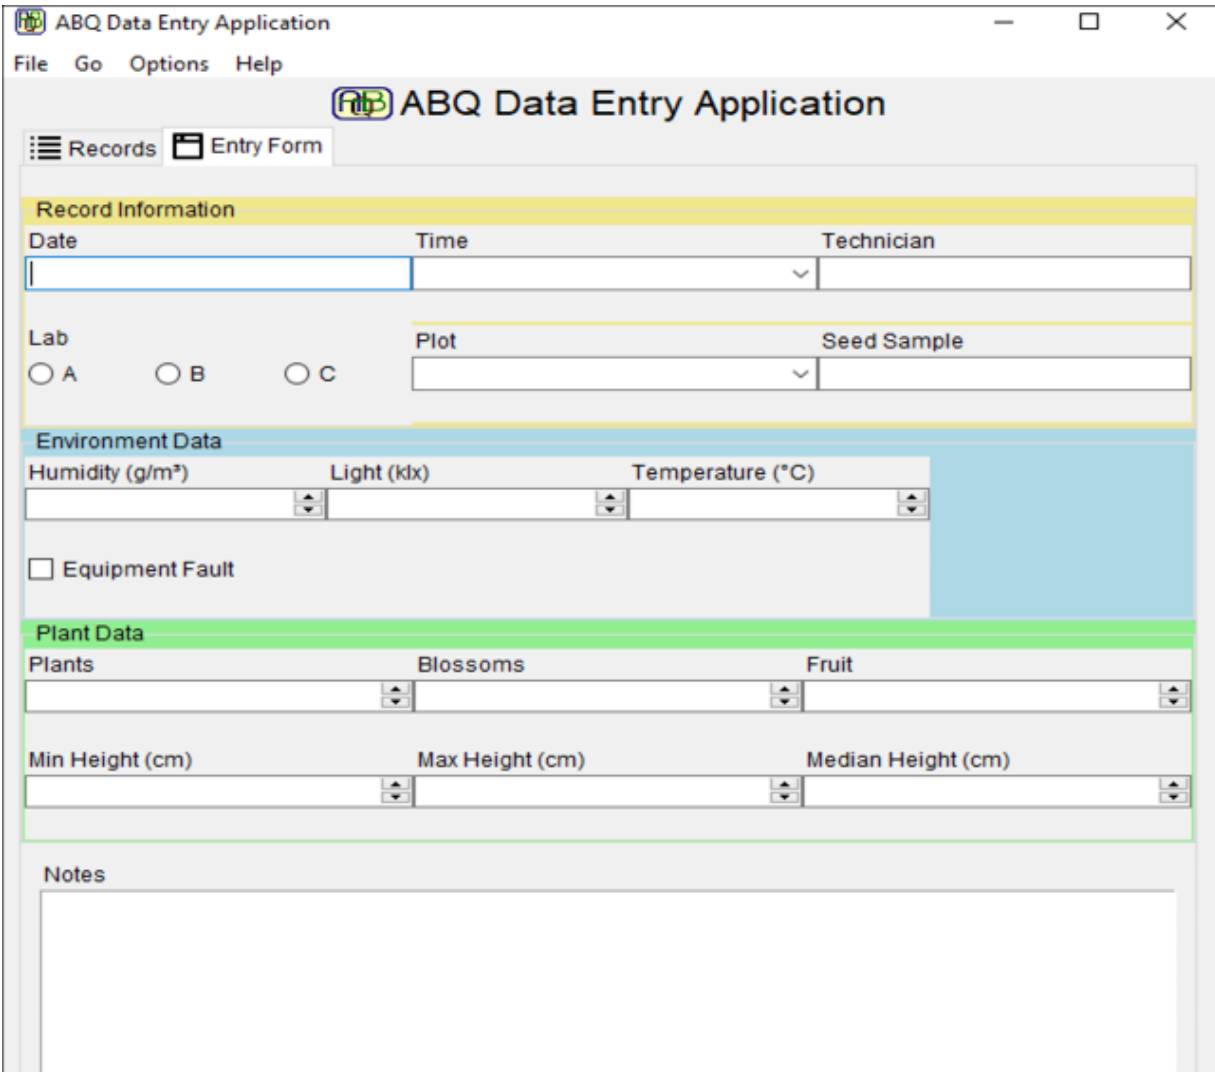 ABQ Data Entry Application
File Go Options Help
ABQ ABQ Data Entry Application
Records Entry Form
Record Information
Date Time Technician
Lab Plot Seed Sample
A B C
Environment Data
Humidity (g/m³) Light (klx) Temperature (°C)
Equipment Fault
Plant Data
Plants Blossoms Fruit
Min Height (cm) Max Height (cm) Median Height (cm)
Notes